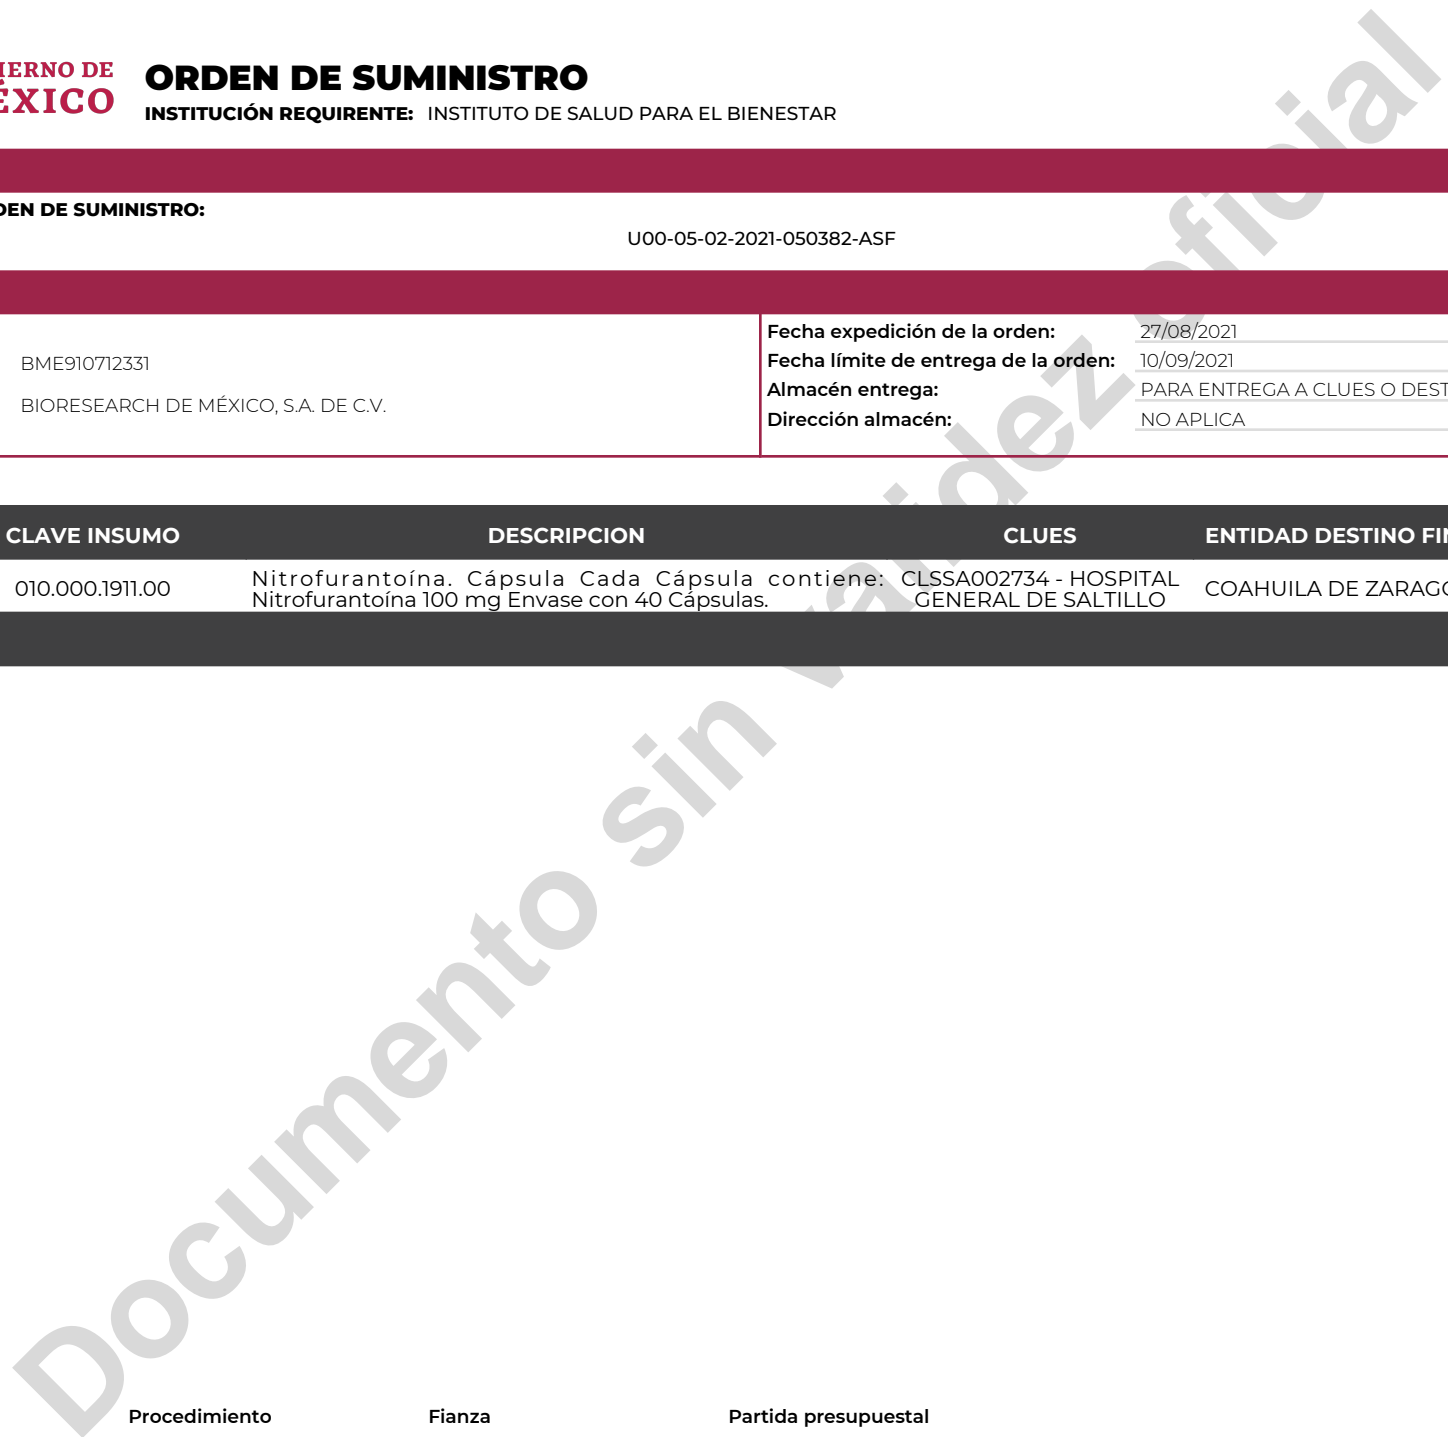 IERNO DE
ÉXICO
ORDEN DE SUMINISTRO
INSTITUCIÓN REQUIRENTE: INSTITUTO DE SALUD PARA EL BIENESTAR
DEN DE SUMINISTRO:
U00-05-02-2021-050382-ASF
BME910712331
BIORESEARCH DE MÉXICO, S.A. DE C.V.
Fecha expedición de la orden: 27/08/2021
Fecha límite de entrega de la orden: 10/09/2021
Almacén entrega: PARA ENTREGA A CLUES O DEST
Dirección almacén: NO APLICA
CLAVE INSUMO DESCRIPCION CLUES ENTIDAD DESTINO FIN
010.000.1911.00
Nitrofurantoína. Cápsula Cada Cápsula contiene:
Nitrofurantoína 100 mg Envase con 40 Cápsulas.
CLSSA002734 - HOSPITAL
GENERAL DE SALTILLO
COAHUILA DE ZARAGO
Documento sin validez oficial
Procedimiento Fianza Partida presupuestal